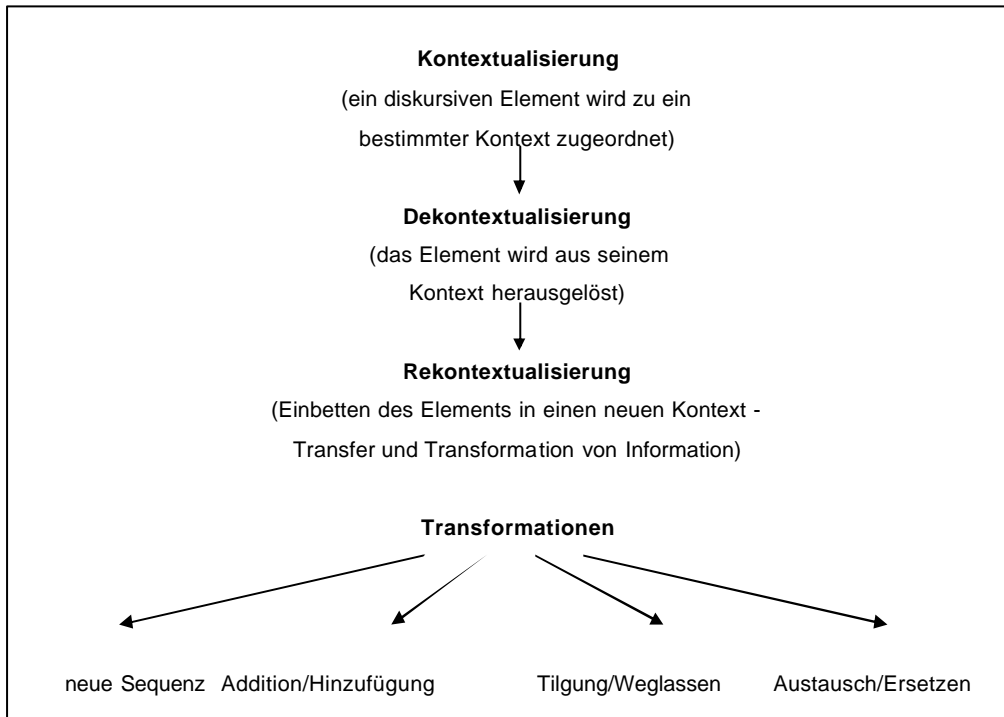 Kontextualisierung
(ein diskursiven Element wird zu ein
bestimmter Kontext zugeordnet)
Dekontextualisierung
(das Element wird aus seinem
Kontext herausgelöst)
Rekontextualisierung
(Einbetten des Elements in einen neuen Kontext -
Transfer und Transformation von Information)
Transformationen
neue Sequenz Addition/Hinzufügung Tilgung/Weglassen Austausch/Ersetzen